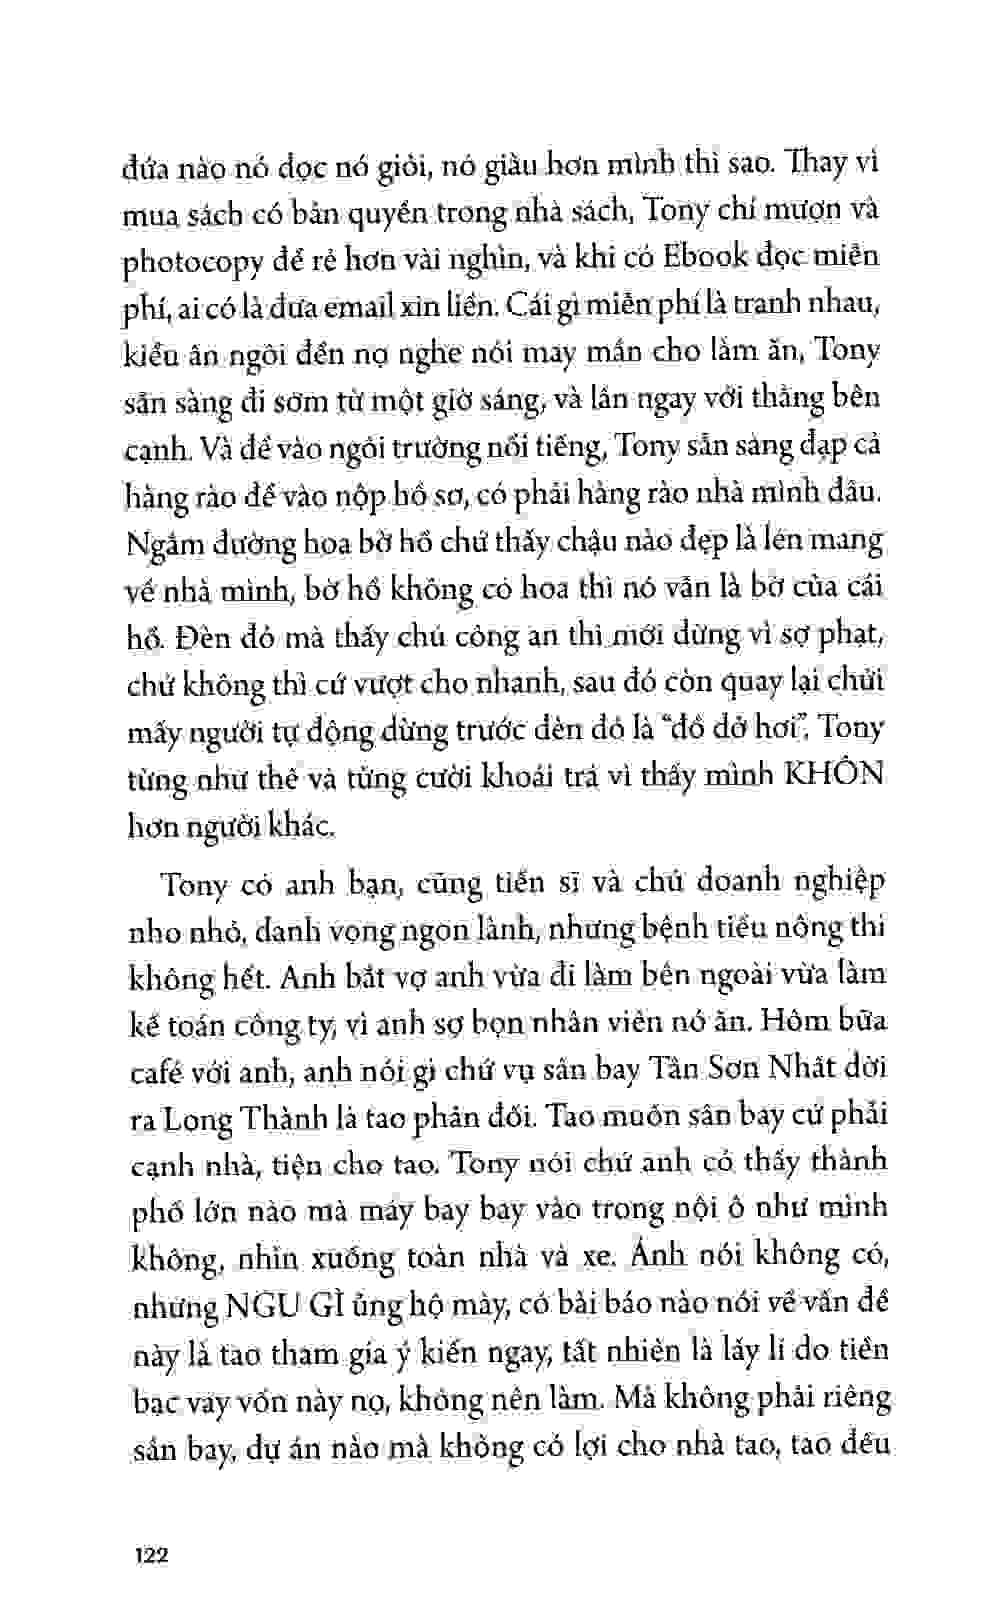 đứa nào nó đọc nó giỏi, nó giàu hơn mình thì sao. Thay vì
mua sách có bản quyền trong nhà sách, Tony chỉ mượn và
photocopy để rẻ hơn vài nghìn, và khi có Ebook đọc miễn
phí, ai có là đưa email xin liền. Cái gì miễn phí là tranh nhau,
kiểu ấn ngôi đền nọ nghe nói may mắn cho làm ăn, Tony
sẵn sàng đi sớm từ một giờ sáng, và lấn ngay với thằng bên
cạnh. Và để vào ngôi trường nổi tiếng, Tony sẵn sàng đạp cả
hàng rào để vào nộp hồ sơ, có phải hàng rào nhà mình đâu.
Ngắm đường hoa bờ hồ chứ thấy chậu nào đẹp là lén mang
về nhà mình, bờ hồ không có hoa thì nó vẫn là bờ của cái
hồ. Đèn đỏ mà thấy chú công an thì mới dừng vì sợ phạt,
chứ không thì cứ vượt cho nhanh, sau đó còn quay lại chửi
mấy người tự động dừng trước đèn đỏ là “đồ dở hơi”. Tony
từng như thế và từng cười khoái trá vì thấy mình KHÔN
hơn người khác.
Tony có anh bạn, cũng tiến sĩ và chủ doanh nghiệp
nho nhỏ, danh vọng ngon lành, nhưng bệnh tiểu nông thì
không hết. Anh bắt vợ anh vừa đi làm bên ngoài vừa làm
kế toán công ty, vì anh sợ bọn nhân viên nó ăn. Hôm bữa
café với anh, anh nói gì chứ vụ sân bay Tân Sơn Nhất dời
ra Long Thành là tao phản đối. Tao muốn sân bay cứ phải
cạnh nhà, tiện cho tao. Tony nói chứ anh có thấy thành
phố lớn nào mà máy bay bay vào trong nội ô như mình
không, nhìn xuống toàn nhà và xe. Ảnh nói không có,
nhưng NGU GÌ ủng hộ mày, có bài báo nào nói về vấn đề
này là tao tham gía ý kiến ngay, tất nhiên là lấy lí do tiền
bạc vay vốn này nọ, không nên làm. Mà không phải riêng
sân bay, dự án nào mà không có lợi cho nhà tao, tao đều
122